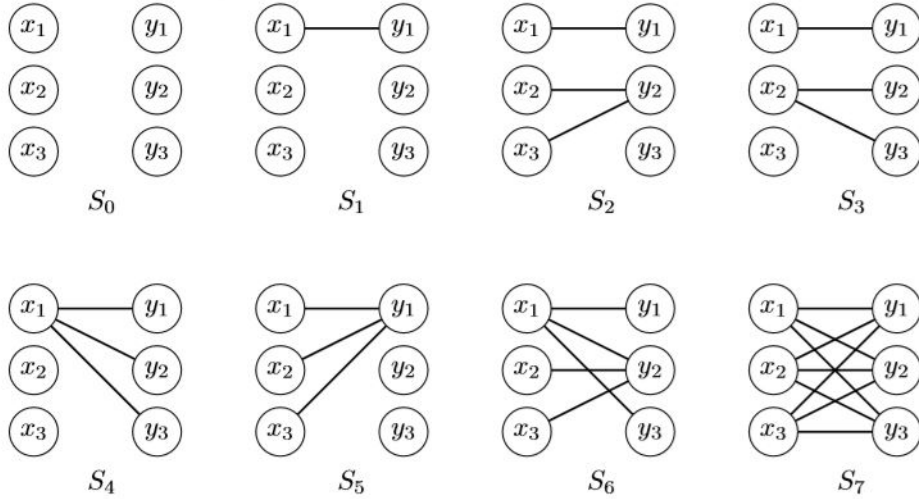 x₁ y₁ x₁ y₁ x₁ y₁ x₁ y₁
x₂ y₂ x₂ y₂ x₂ y₂ x₂ y₂
x₃ y₃ x₃ y₃ x₃ y₃ x₃ y₃
S₀ S₁ S₂ S₃
x₁ y₁ x₁ y₁ x₁ y₁ x₁ y₁
x₂ y₂ x₂ y₂ x₂ y₂ x₂ y₂
x₃ y₃ x₃ y₃ x₃ y₃ x₃ y₃
S₄ S₅ S₆ S₇